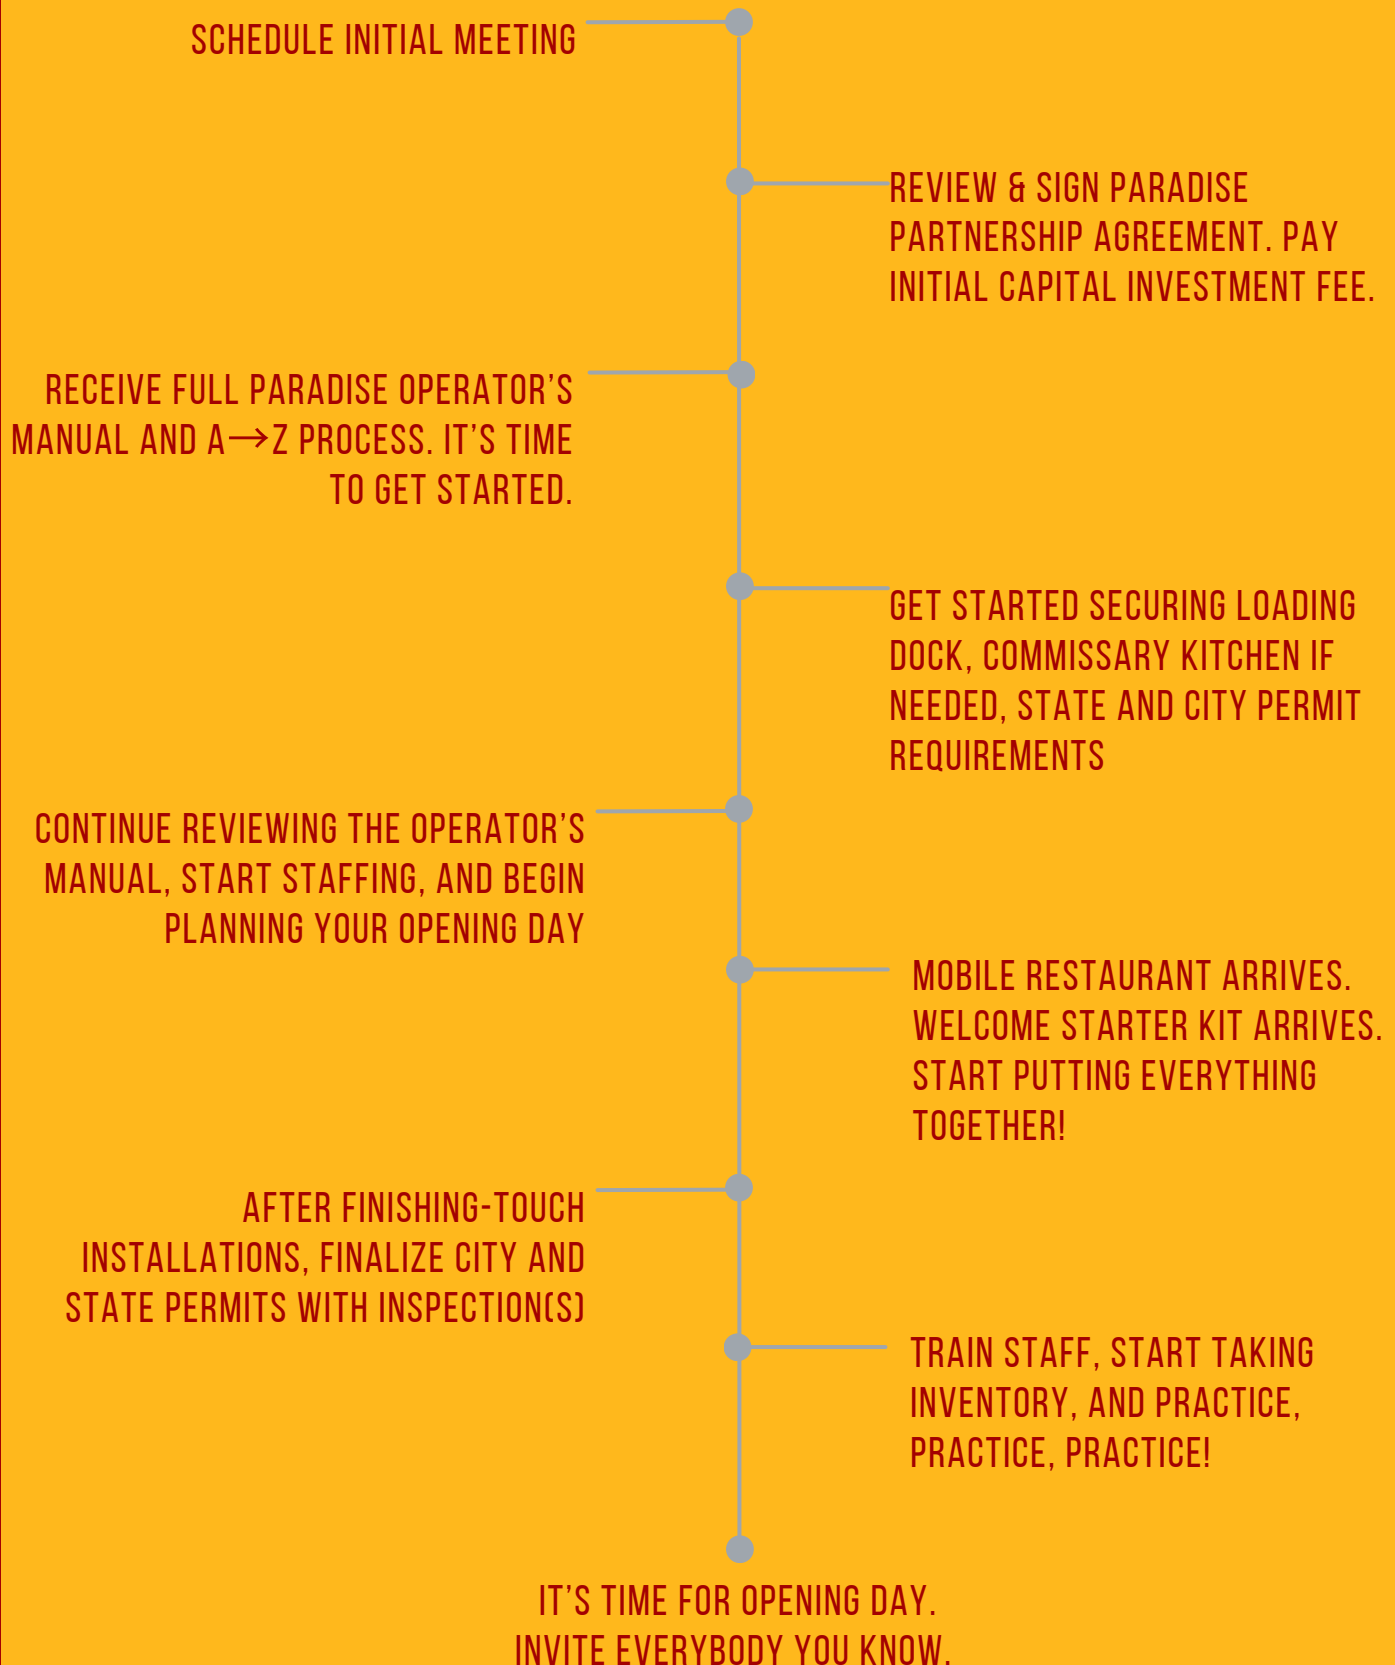 SCHEDULE INITIAL MEETING
REVIEW & SIGN PARADISE
PARTNERSHIP AGREEMENT. PAY
INITIAL CAPITAL INVESTMENT FEE.
RECEIVE FULL PARADISE OPERATOR'S
MANUAL AND A→Z PROCESS. IT'S TIME
TO GET STARTED.
GET STARTED SECURING LOADING
DOCK, COMMISSARY KITCHEN IF
NEEDED, STATE AND CITY PERMIT
REQUIREMENTS
CONTINUE REVIEWING THE OPERATOR'S
MANUAL, START STAFFING, AND BEGIN
PLANNING YOUR OPENING DAY
MOBILE RESTAURANT ARRIVES.
WELCOME STARTER KIT ARRIVES.
START PUTTING EVERYTHING
TOGETHER!
AFTER FINISHING-TOUCH
INSTALLATIONS, FINALIZE CITY AND
STATE PERMITS WITH INSPECTION(S)
TRAIN STAFF, START TAKING
INVENTORY, AND PRACTICE,
PRACTICE, PRACTICE!
IT'S TIME FOR OPENING DAY.
INVITE EVERYBODY YOU KNOW.